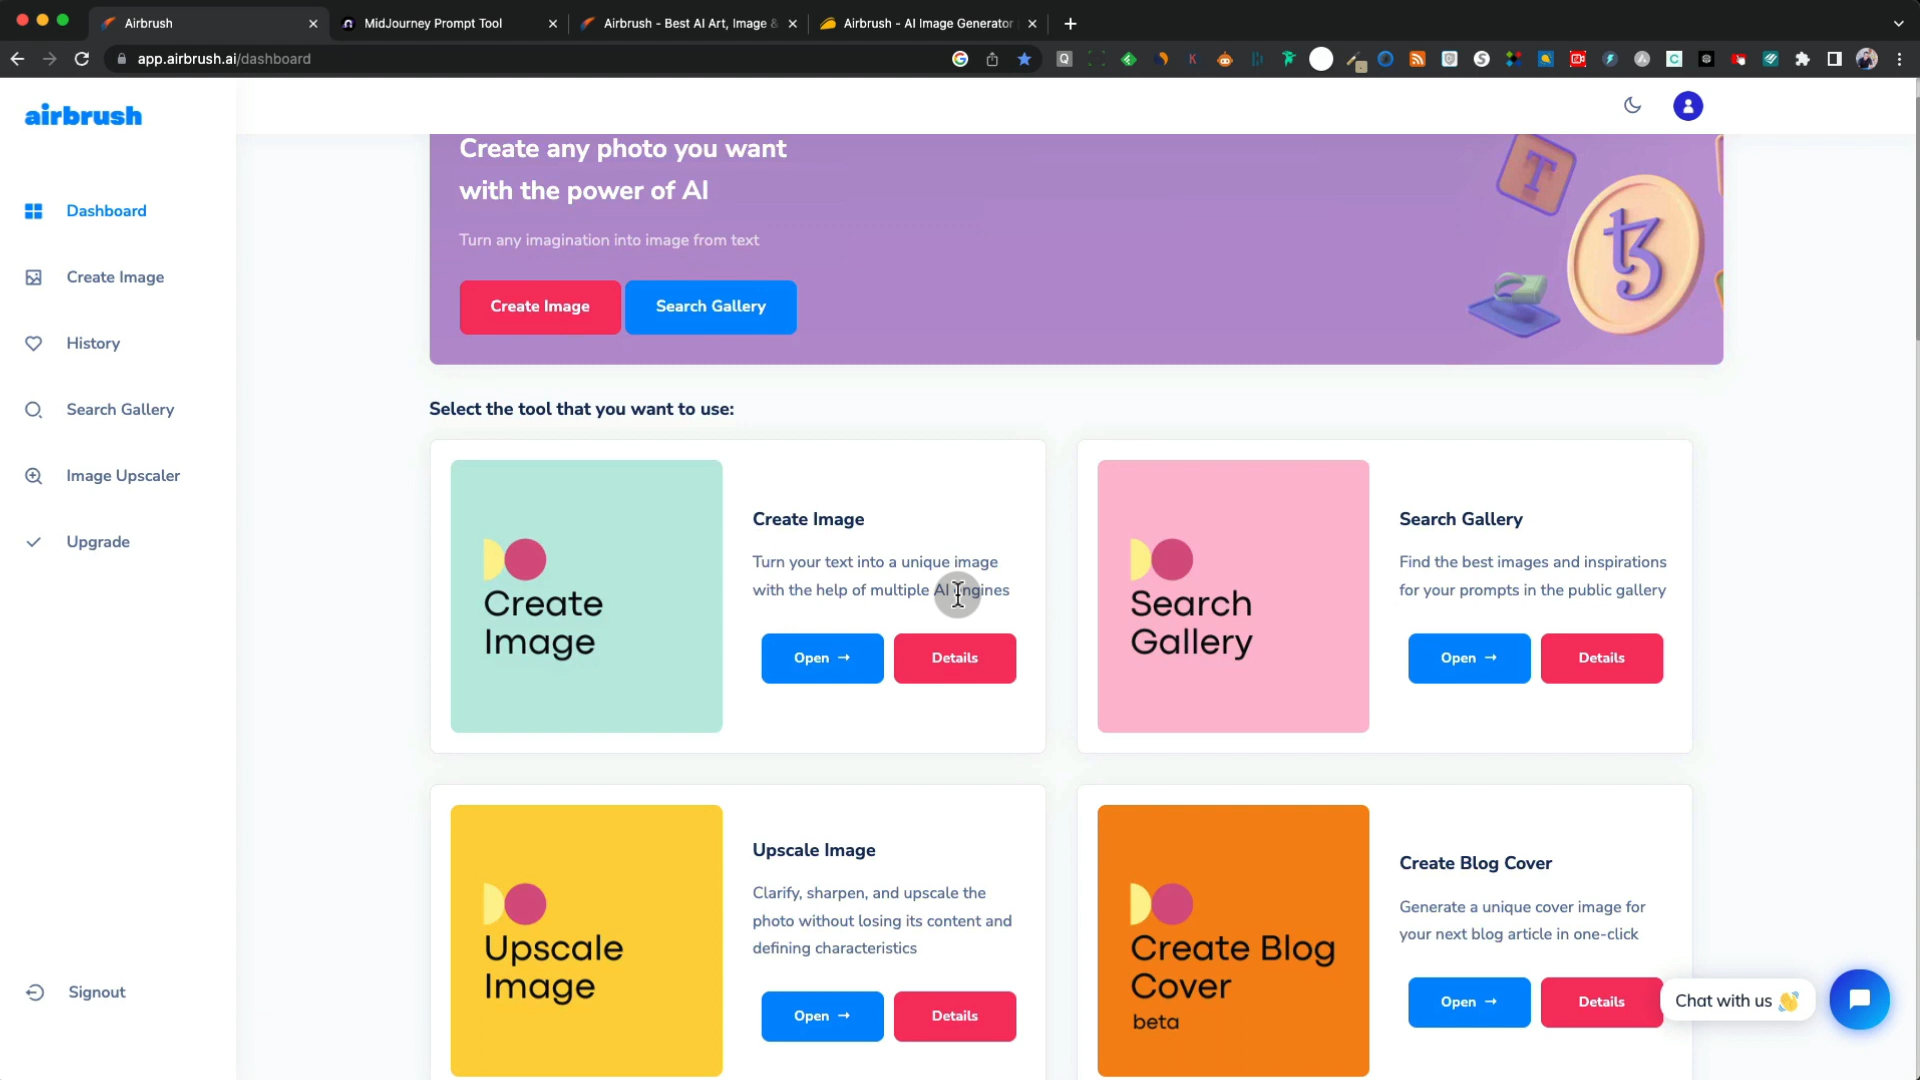 Airbrush
MidJourney Prompt Tool
Airbrush - Best AI Art, Image &
Airbrush - AI Image Generator
app.airbrush.ai/dashboard
airbrush
Dashboard
Create Image
History
Search Gallery
Image Upscaler
Upgrade
Signout
Create any photo you want
with the power of AI
Turn any imagination into image from text
Create Image
Search Gallery
Select the tool that you want to use:
Create
Image
Create Image
Turn your text into a unique image
with the help of multiple AI engines
Open →
Details
Search
Gallery
Search Gallery
Find the best images and inspirations
for your prompts in the public gallery
Open →
Details
Upscale
Image
Upscale Image
Clarify, sharpen, and upscale the
photo without losing its content and
defining characteristics
Open →
Details
Create Blog
Cover
beta
Create Blog Cover
Generate a unique cover image for
your next blog article in one-click
Open →
Details
Chat with us 👋